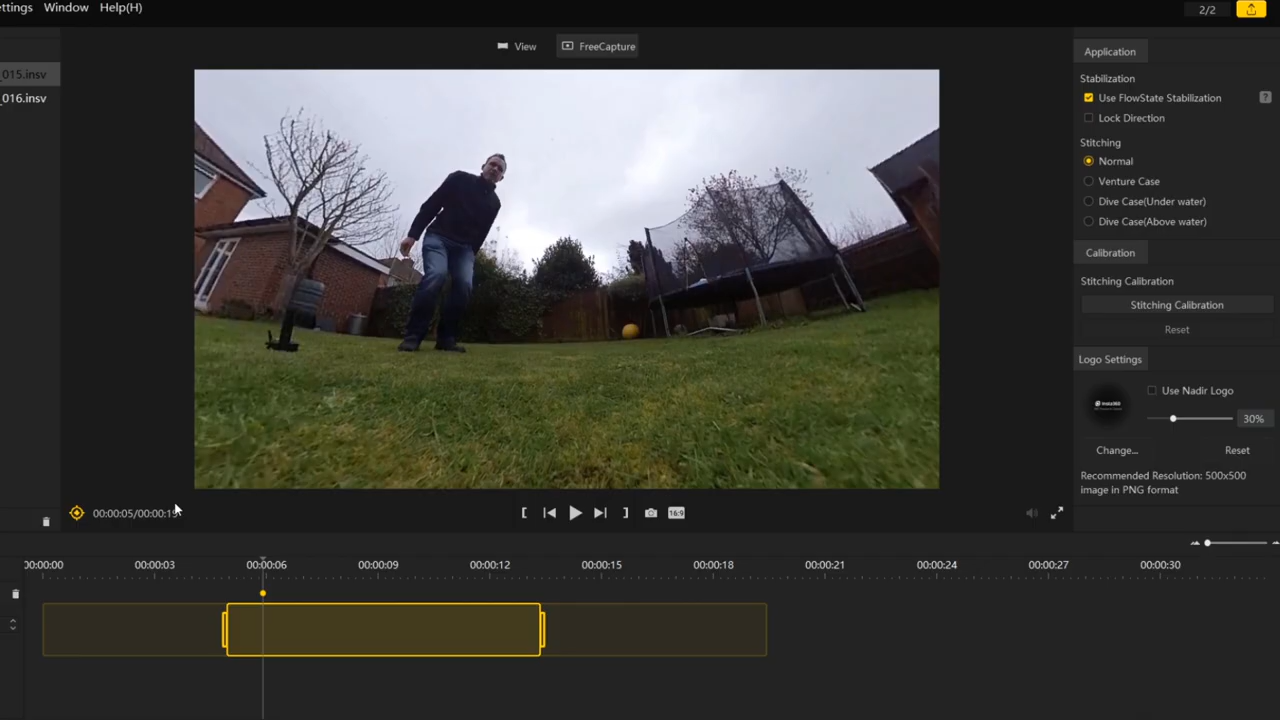 ettings Window Help(H)
2/2
_015.insv
_016.insv
View FreeCapture
Application
Stabilization
Use FlowState Stabilization ?
Lock Direction
Stitching
Normal
Venture Case
Dive Case(Under water)
Dive Case(Above water)
Calibration
Stitching Calibration
Stitching Calibration
Reset
Logo Settings
Insta360
Use Nadir Logo
30%
Change... Reset
Recommended Resolution: 500x500
image in PNG format
00:00:05/00:00:19
[ ] 16:9
00:00:00 00:00:03 00:00:06 00:00:09 00:00:12 00:00:15 00:00:18 00:00:21 00:00:24 00:00:27 00:00:30